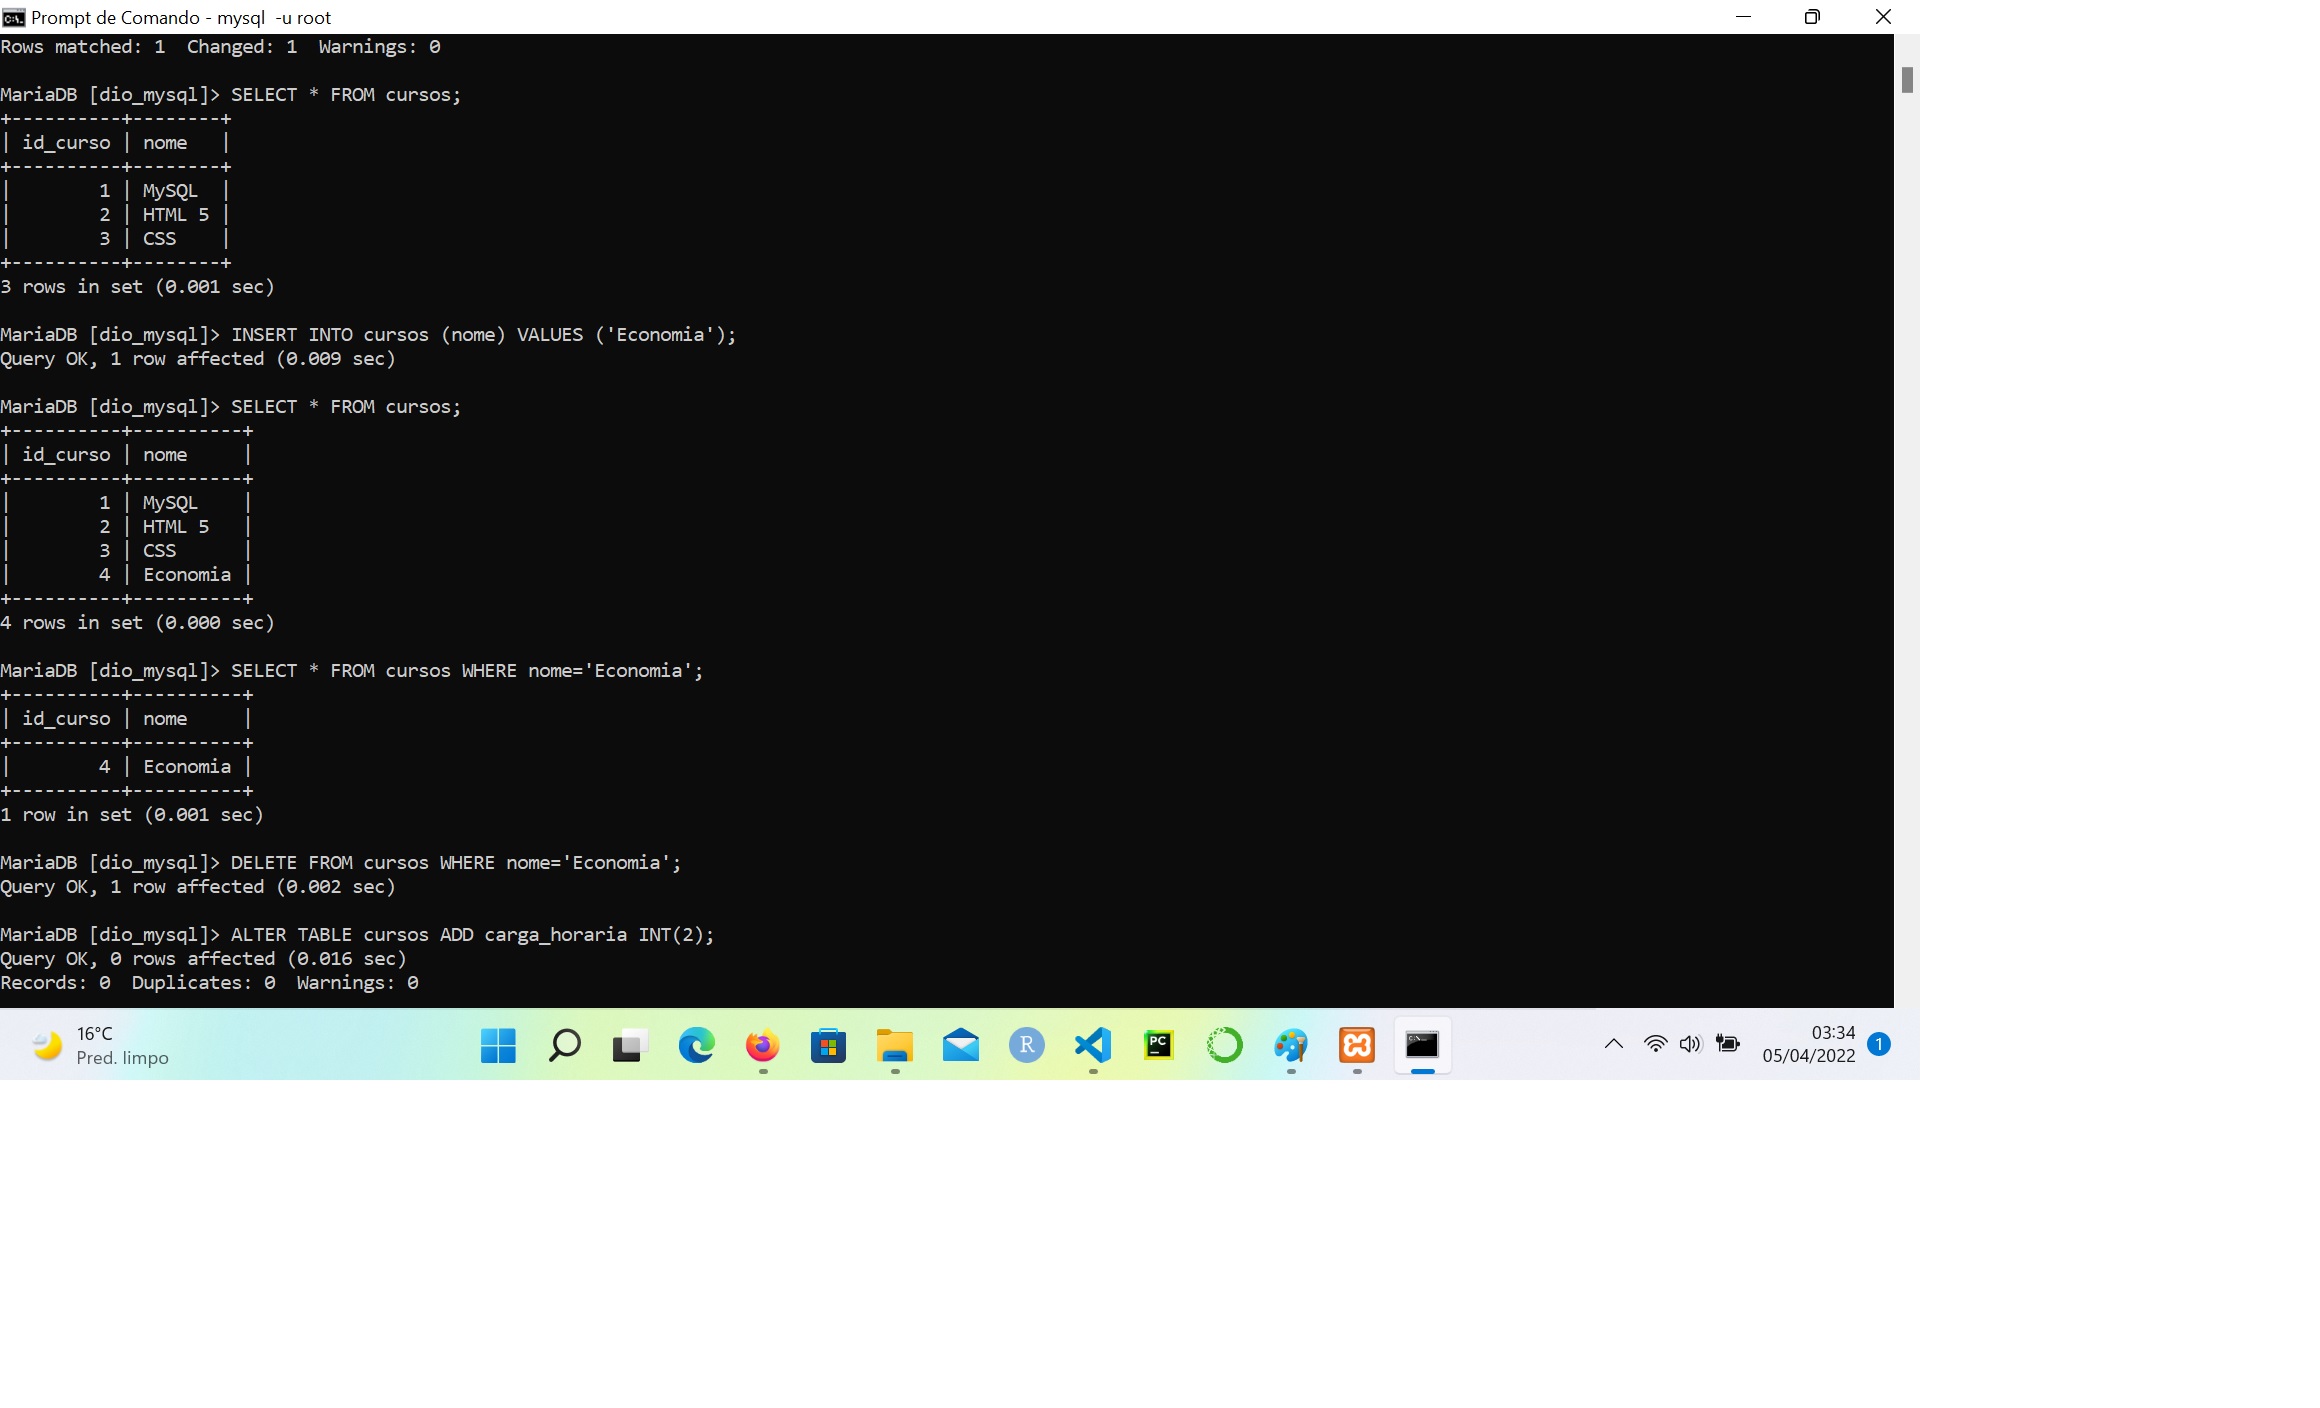 Prompt de Comando - mysql  -u root
Rows matched: 1  Changed: 1  Warnings: 0
MariaDB [dio_mysql]> SELECT * FROM cursos;
+----------+--------+
| id_curso | nome   |
+----------+--------+
|        1 | MySQL  |
|        2 | HTML 5 |
|        3 | CSS    |
+----------+--------+
3 rows in set (0.001 sec)
MariaDB [dio_mysql]> INSERT INTO cursos (nome) VALUES ('Economia');
Query OK, 1 row affected (0.009 sec)
MariaDB [dio_mysql]> SELECT * FROM cursos;
+----------+----------+
| id_curso | nome     |
+----------+----------+
|        1 | MySQL    |
|        2 | HTML 5   |
|        3 | CSS      |
|        4 | Economia |
+----------+----------+
4 rows in set (0.000 sec)
MariaDB [dio_mysql]> SELECT * FROM cursos WHERE nome='Economia';
+----------+----------+
| id_curso | nome     |
+----------+----------+
|        4 | Economia |
+----------+----------+
1 row in set (0.001 sec)
MariaDB [dio_mysql]> DELETE FROM cursos WHERE nome='Economia';
Query OK, 1 row affected (0.002 sec)
MariaDB [dio_mysql]> ALTER TABLE cursos ADD carga_horaria INT(2);
Query OK, 0 rows affected (0.016 sec)
Records: 0  Duplicates: 0  Warnings: 0
16°C
Pred. limpo
R
PC
03:34
05/04/2022
1